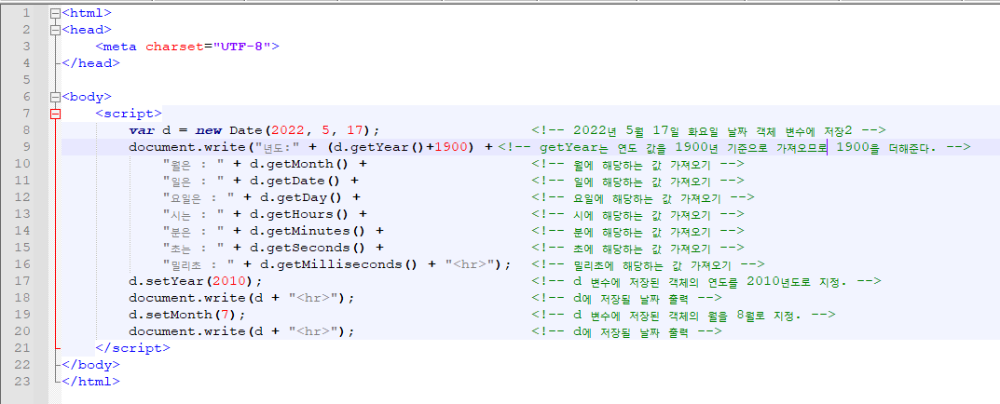 1 <html>
2 <head>
3 <meta charset="UTF-8">
4 </head>
5
6 <body>
7 <script>
8 var d = new Date(2022, 5, 17); <!-- 2022년 5월 17일 화요일 날짜 객체 변수에 저장2 -->
9 document.write("년도:" + (d.getYear()+1900) + <!-- getYear는 연도 값을 1900년 기준으로 가져오므로 1900을 더해준다. -->
10 "월은 : " + d.getMonth() + <!-- 월에 해당하는 값 가져오기 -->
11 "일은 : " + d.getDate() + <!-- 일에 해당하는 값 가져오기 -->
12 "요일은 : " + d.getDay() + <!-- 요일에 해당하는 값 가져오기 -->
13 "시는 : " + d.getHours() + <!-- 시에 해당하는 값 가져오기 -->
14 "분은 : " + d.getMinutes() + <!-- 분에 해당하는 값 가져오기 -->
15 "초는 : " + d.getSeconds() + <!-- 초에 해당하는 값 가져오기 -->
16 "밀리초 : " + d.getMilliseconds() + "<hr>"); <!-- 밀리초에 해당하는 값 가져오기 -->
17 d.setYear(2010); <!-- d 변수에 저장된 객체의 연도를 2010년도로 지정. -->
18 document.write(d + "<hr>"); <!-- d에 저장될 날짜 출력 -->
19 d.setMonth(7); <!-- d 변수에 저장된 객체의 월을 8월로 지정. -->
20 document.write(d + "<hr>"); <!-- d에 저장될 날짜 출력 -->
21 </script>
22 </body>
23 </html>